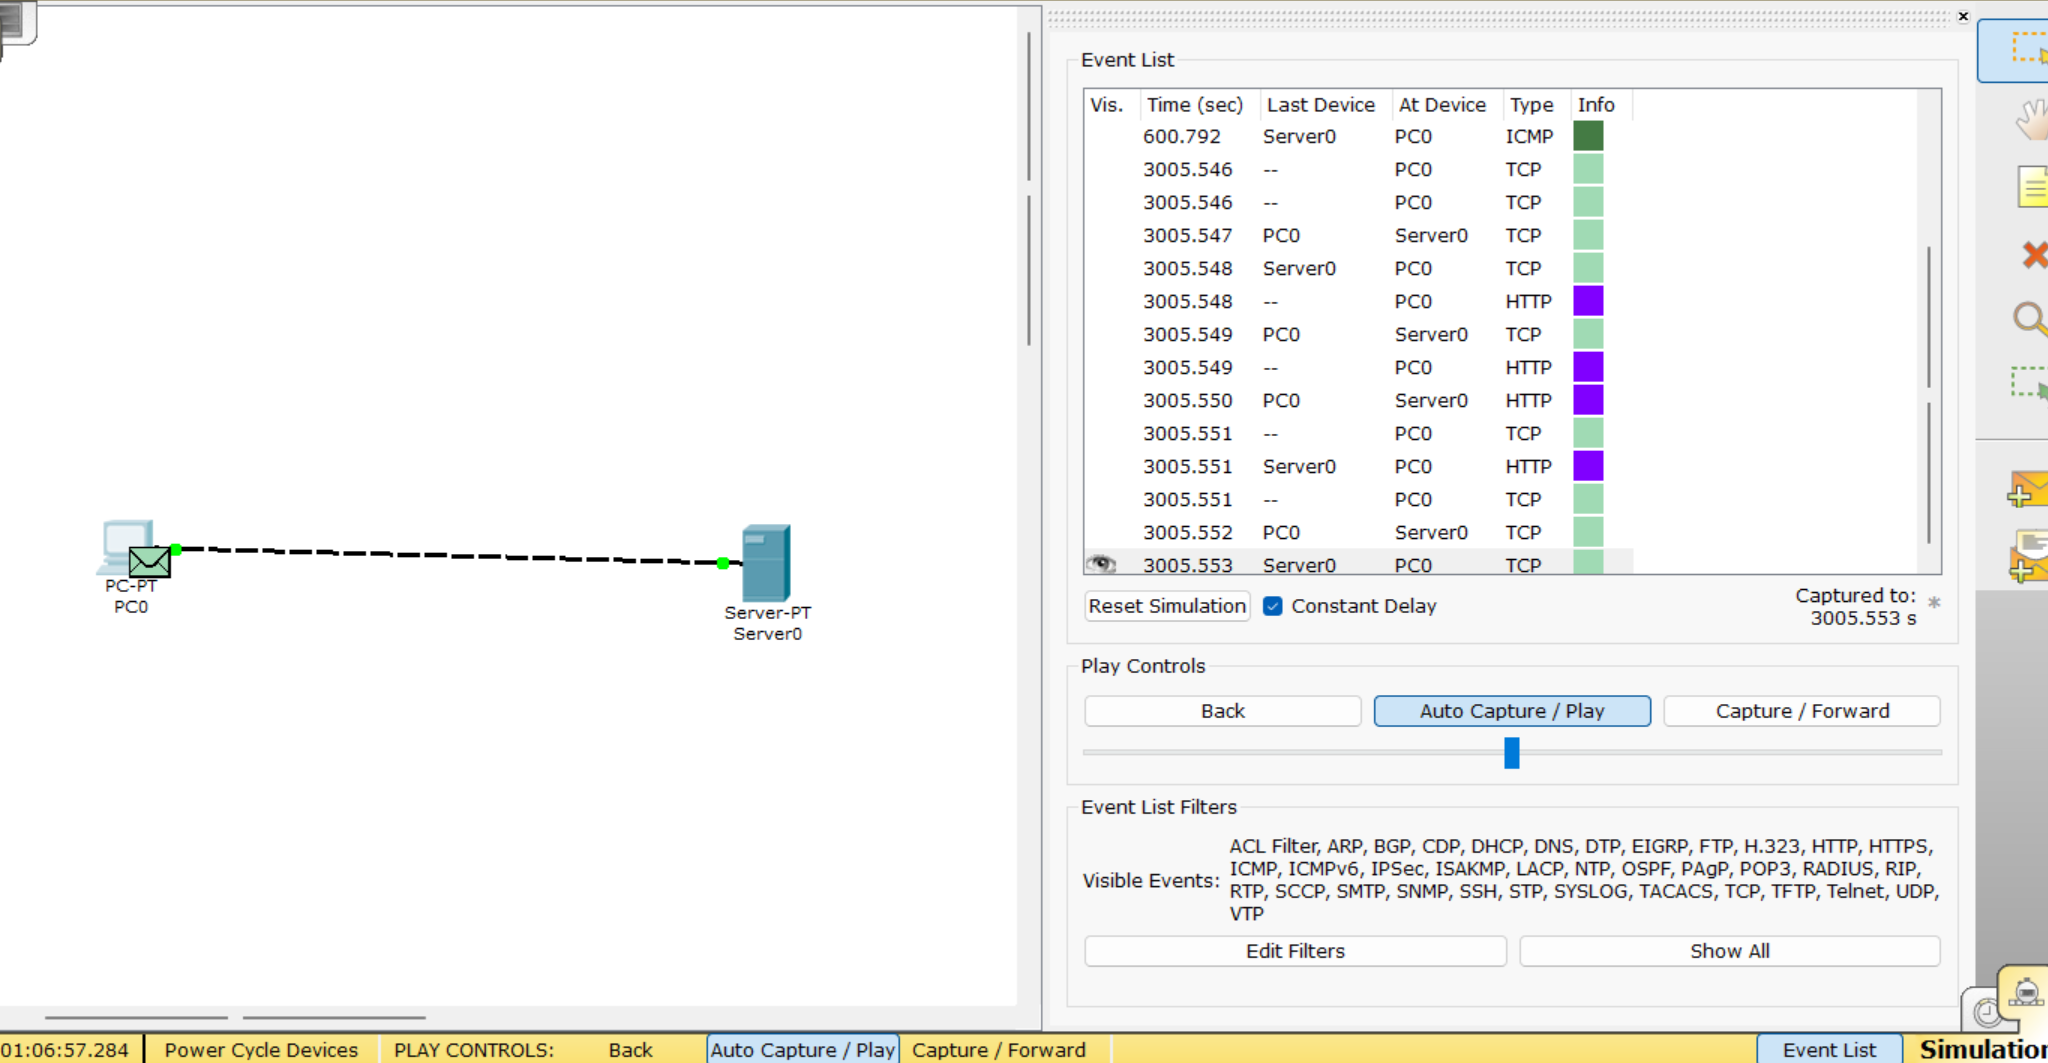 Event List
Vis. Time (sec) Last Device At Device Type Info
600.792 Server0 PC0 ICMP
3005.546 -- PC0 TCP
3005.546 -- PC0 TCP
3005.547 PC0 Server0 TCP
3005.548 Server0 PC0 TCP
3005.548 -- PC0 HTTP
3005.549 PC0 Server0 TCP
3005.549 -- PC0 HTTP
3005.550 PC0 Server0 HTTP
3005.551 -- PC0 TCP
3005.551 Server0 PC0 HTTP
3005.551 -- PC0 TCP
3005.552 PC0 Server0 TCP
3005.553 Server0 PC0 TCP
Reset Simulation Constant Delay Captured to: *
3005.553 s
PC-PT
PC0
Server-PT
Server0
Play Controls
Back Auto Capture / Play Capture / Forward
Event List Filters
Visible Events:
ACL Filter, ARP, BGP, CDP, DHCP, DNS, DTP, EIGRP, FTP, H.323, HTTP, HTTPS,
ICMP, ICMPv6, IPSec, ISAKMP, LACP, NTP, OSPF, PAgP, POP3, RADIUS, RIP,
RTP, SCCP, SMTP, SNMP, SSH, STP, SYSLOG, TACACS, TCP, TFTP, Telnet, UDP,
VTP
Edit Filters Show All
01:06:57.284 Power Cycle Devices PLAY CONTROLS: Back Auto Capture / Play Capture / Forward Event List Simulation